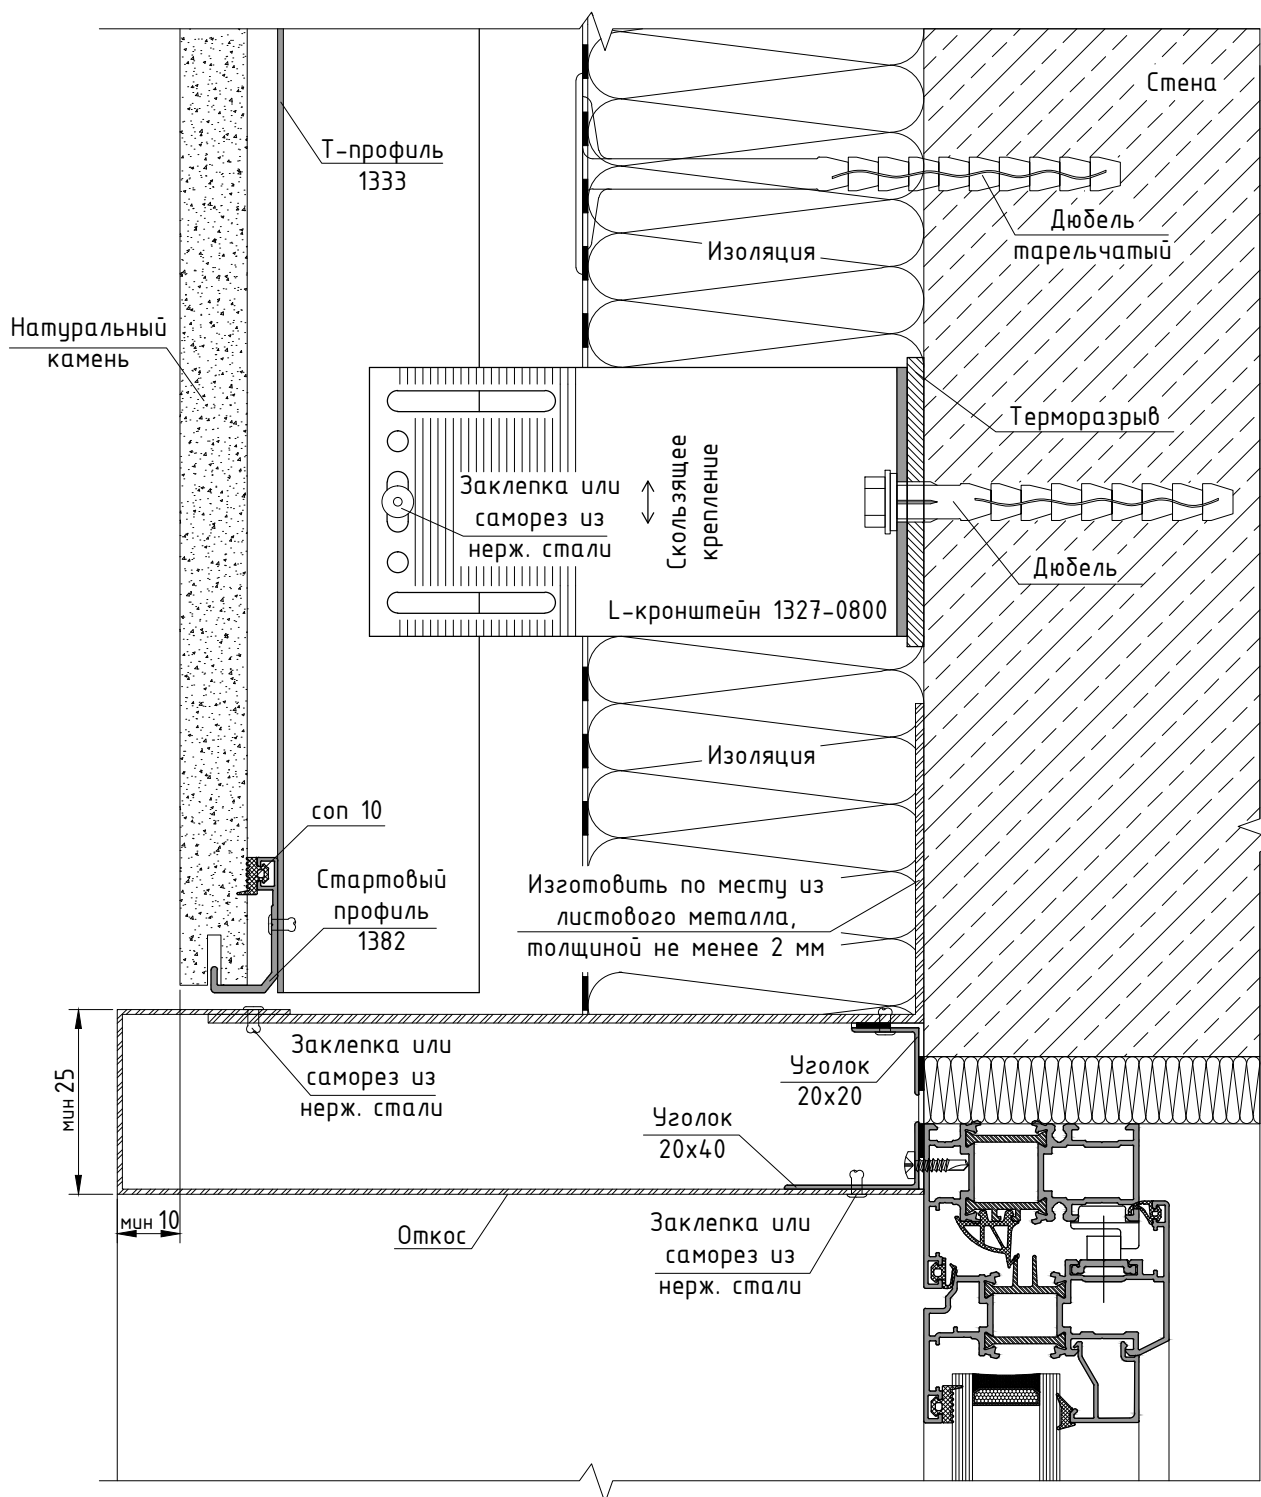 Стена
Т-профиль
1333
Дюбель
тарельчатый
Изоляция
Натуральный
камень
Терморазрыв
Заклепка или
саморез из
нерж. стали
Скользящее
крепление
Дюбель
L-кронштейн 1327-0800
Изоляция
соп 10
Стартовый
профиль
1382
Изготовить по месту из
листового металла,
толщиной не менее 2 мм
Заклепка или
саморез из
нерж. стали
Уголок
20х20
мин 25
Уголок
20х40
мин 10
Откос
Заклепка или
саморез из
нерж. стали